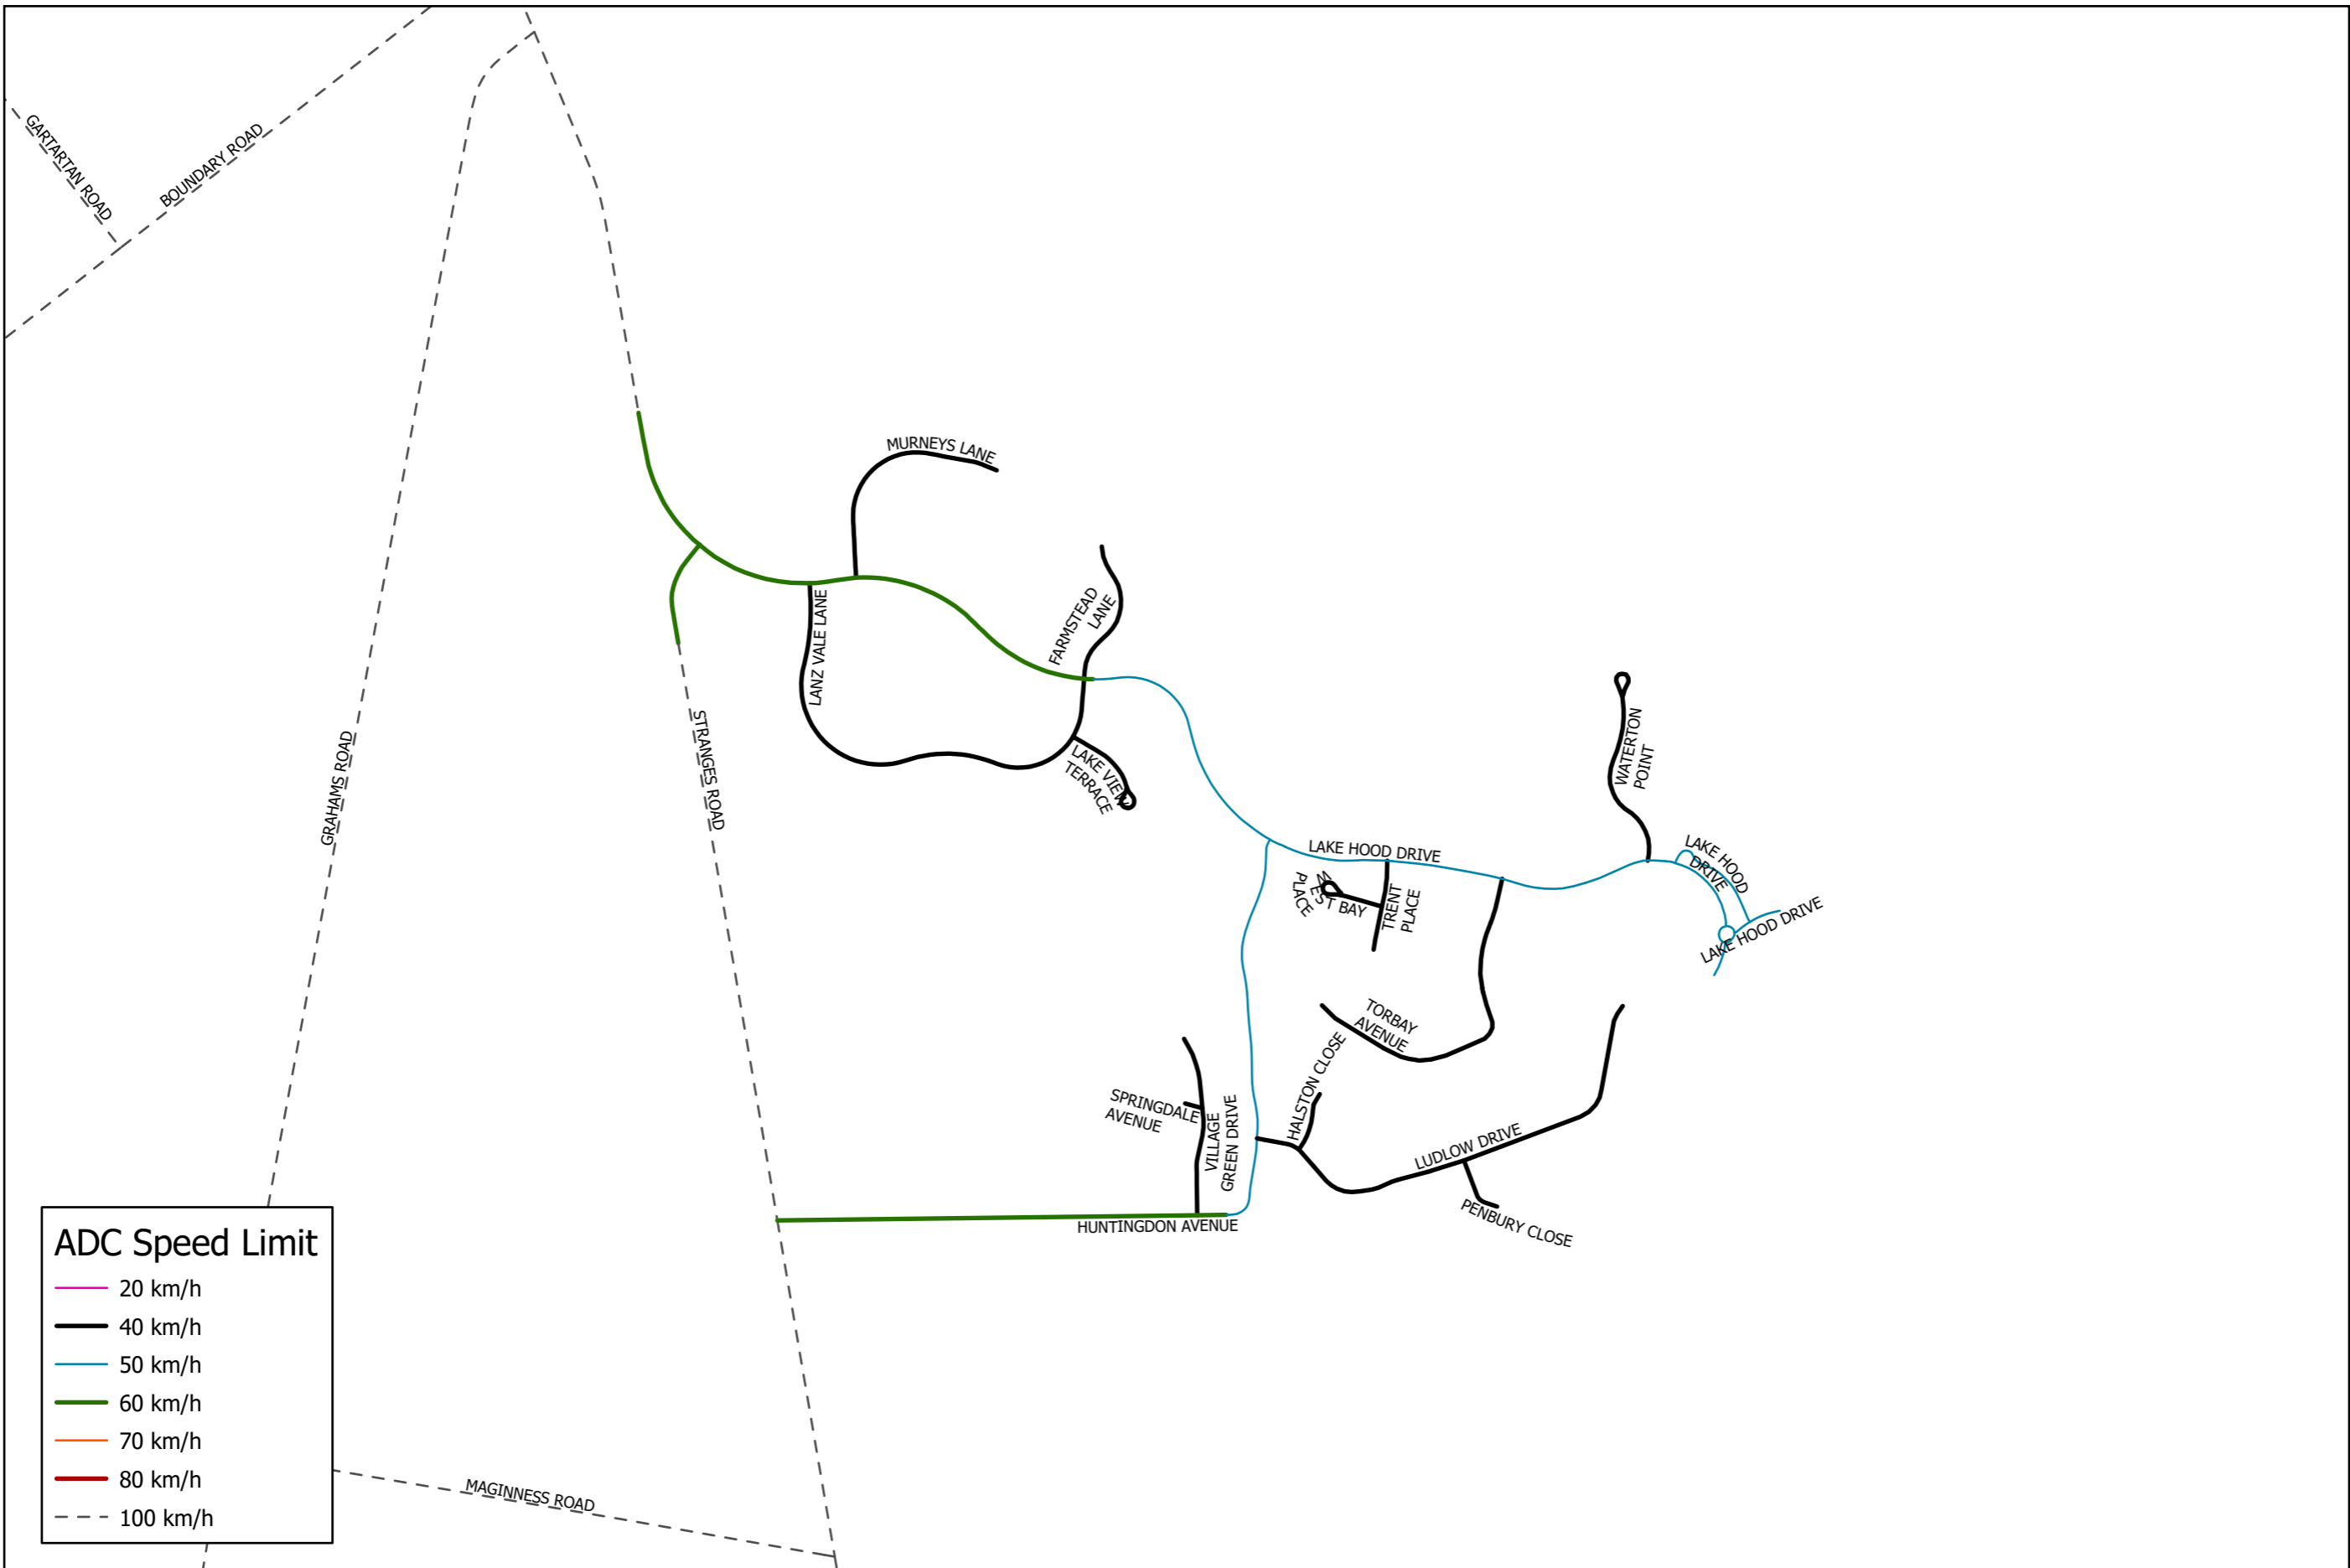 GARTARTAN ROAD
BOUNDARY ROAD
MURNEYS LANE
FARMSTEAD
LANE
LANZ VALE LANE
LAKE VIEW
TERRACE
STRANGES ROAD
GRAHAMS ROAD
WATERTON
POINT
LAKE HOOD DRIVE
LAKE HOOD
DRIVE
LAKE HOOD DRIVE
WEST BAY
PLACE
TRENT
PLACE
TORBAY
AVENUE
HALSTON CLOSE
SPRINGDALE
AVENUE
VILLAGE
GREEN DRIVE
LUDLOW DRIVE
PENBURY CLOSE
HUNTINGDON AVENUE
MAGINNESS ROAD
ADC Speed Limit
20 km/h
40 km/h
50 km/h
60 km/h
70 km/h
80 km/h
100 km/h